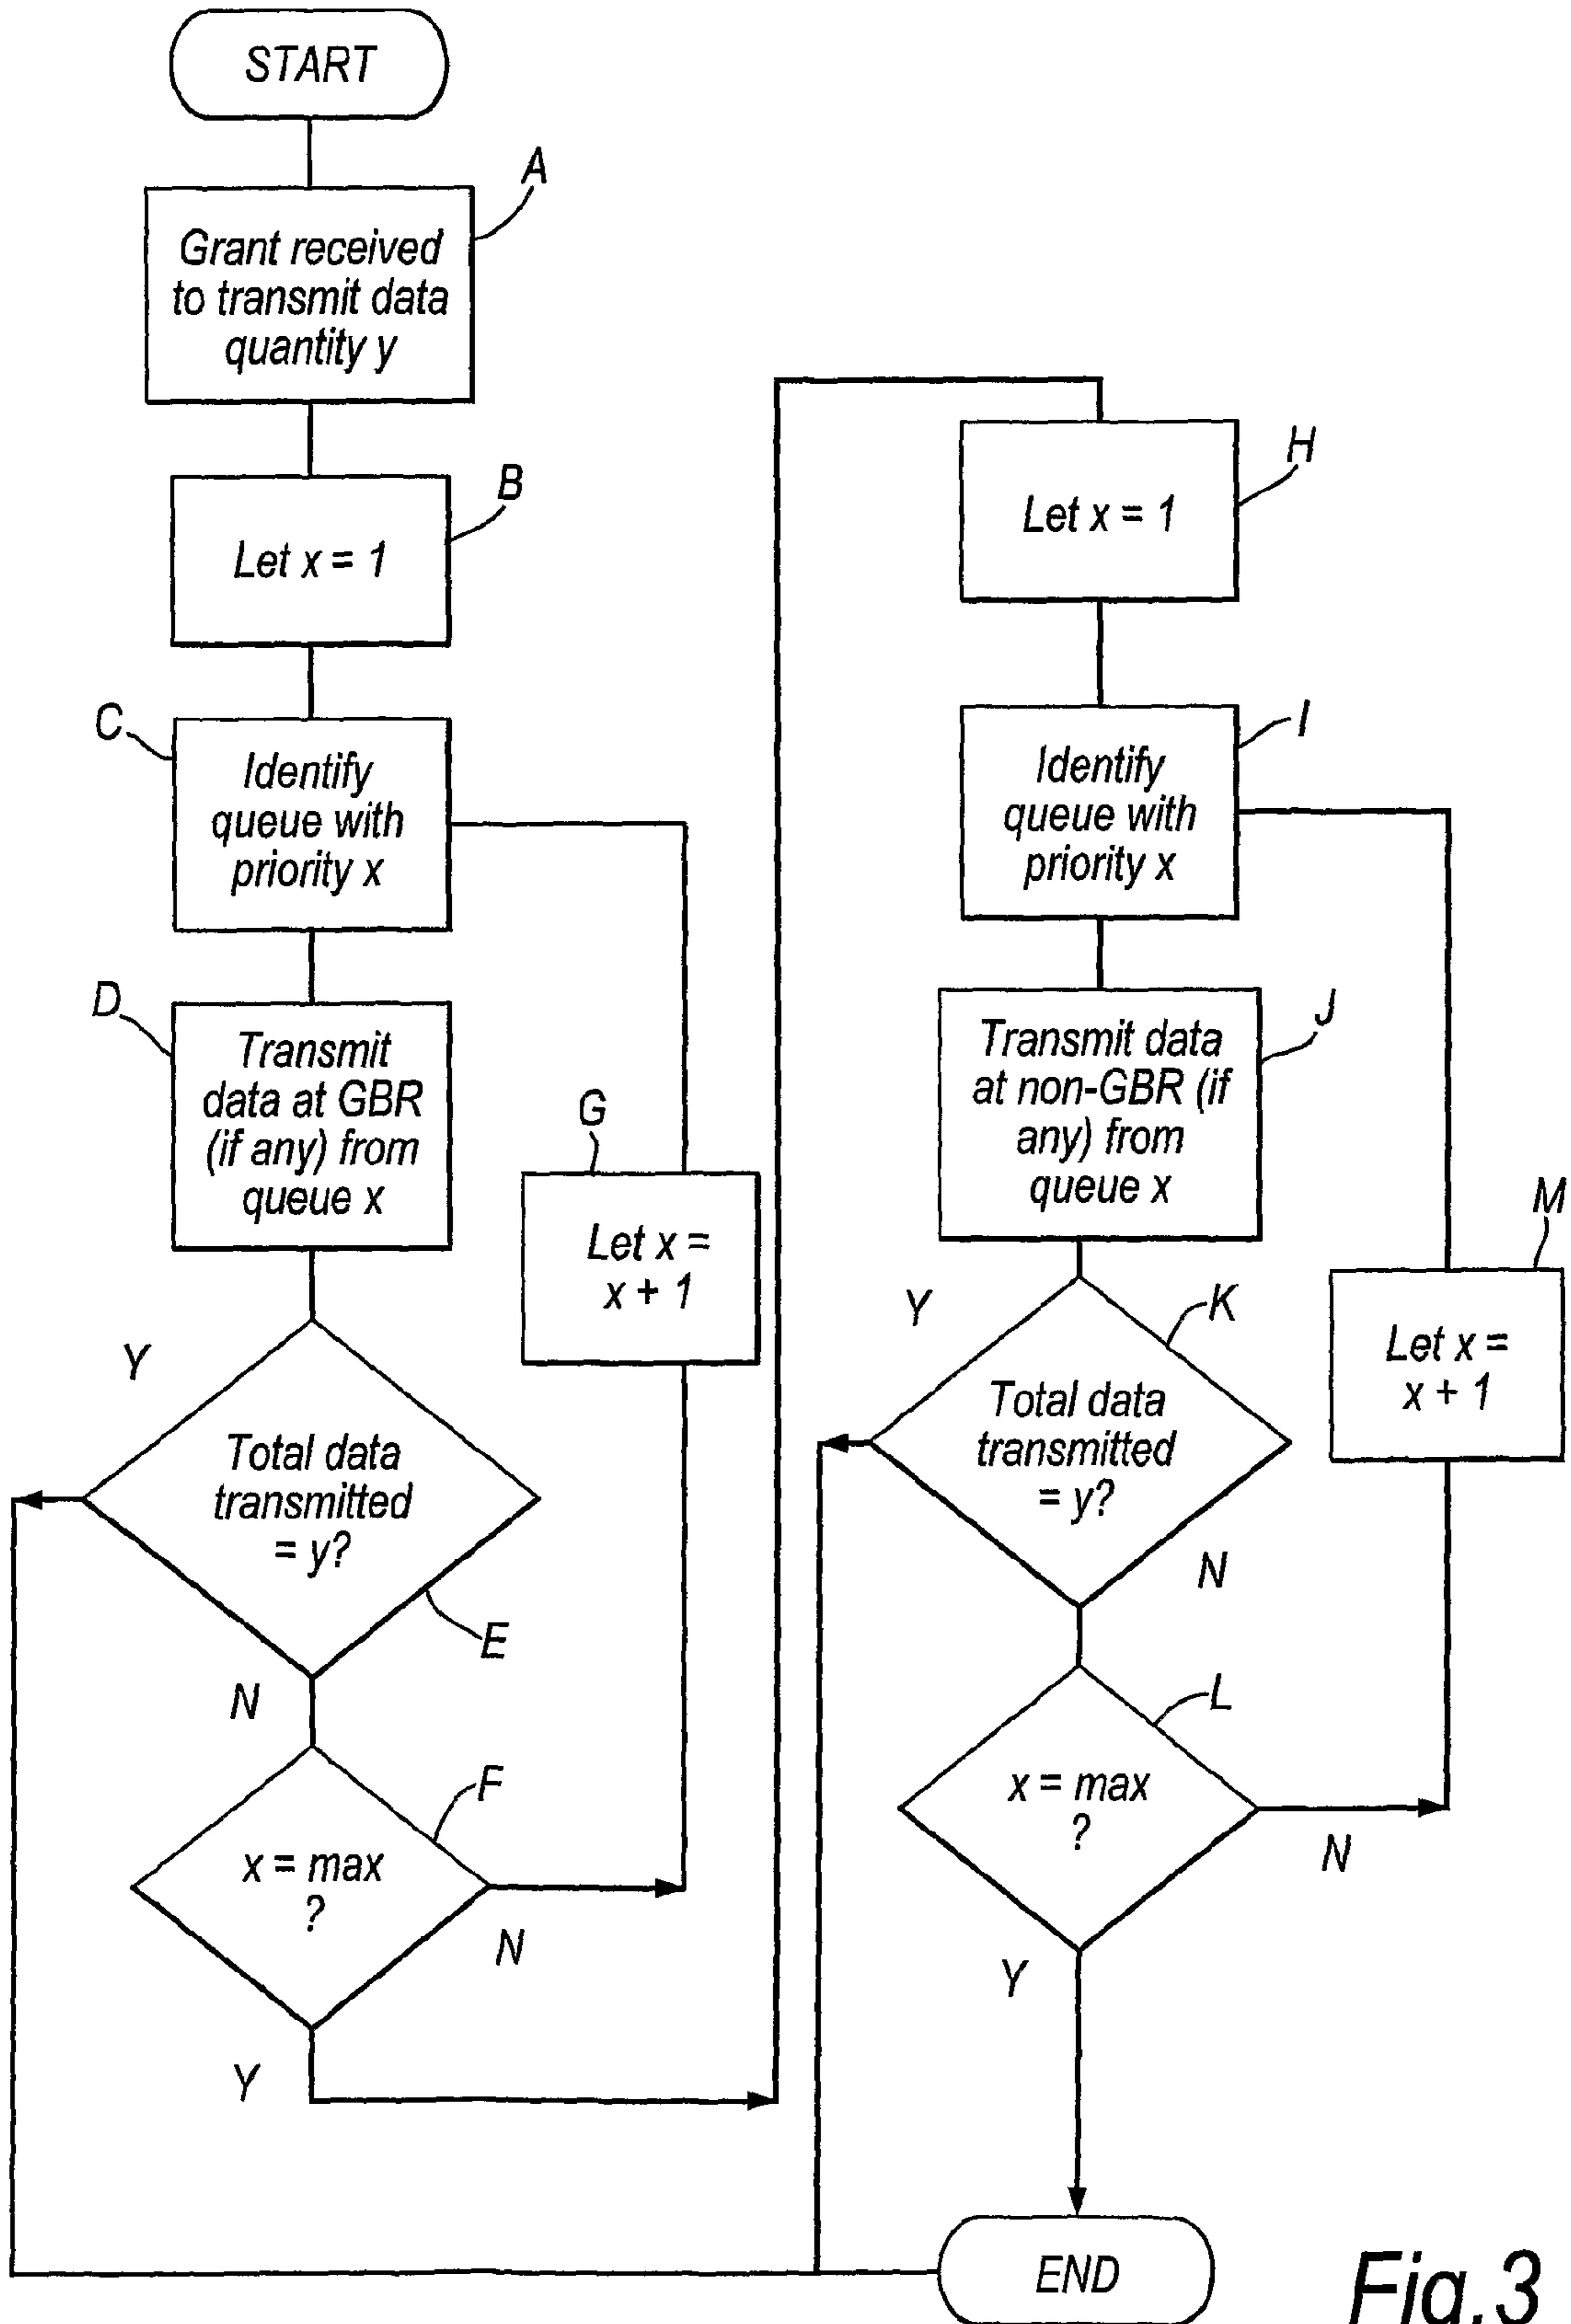 START
A
Grant received
to transmit data
quantity y
B
Let x = 1
C
Identify
queue with
priority x
D
Transmit
data at GBR
(if any) from
queue x
G
Let x =
x + 1
Y
Total data
transmitted
= y?
E
N
F
x = max
?
N
Y
H
Let x = 1
I
Identify
queue with
priority x
J
Transmit data
at non-GBR (if
any) from
queue x
M
Let x =
x + 1
Y
K
Total data
transmitted
= y?
N
L
x = max
?
N
Y
END
Fig.3